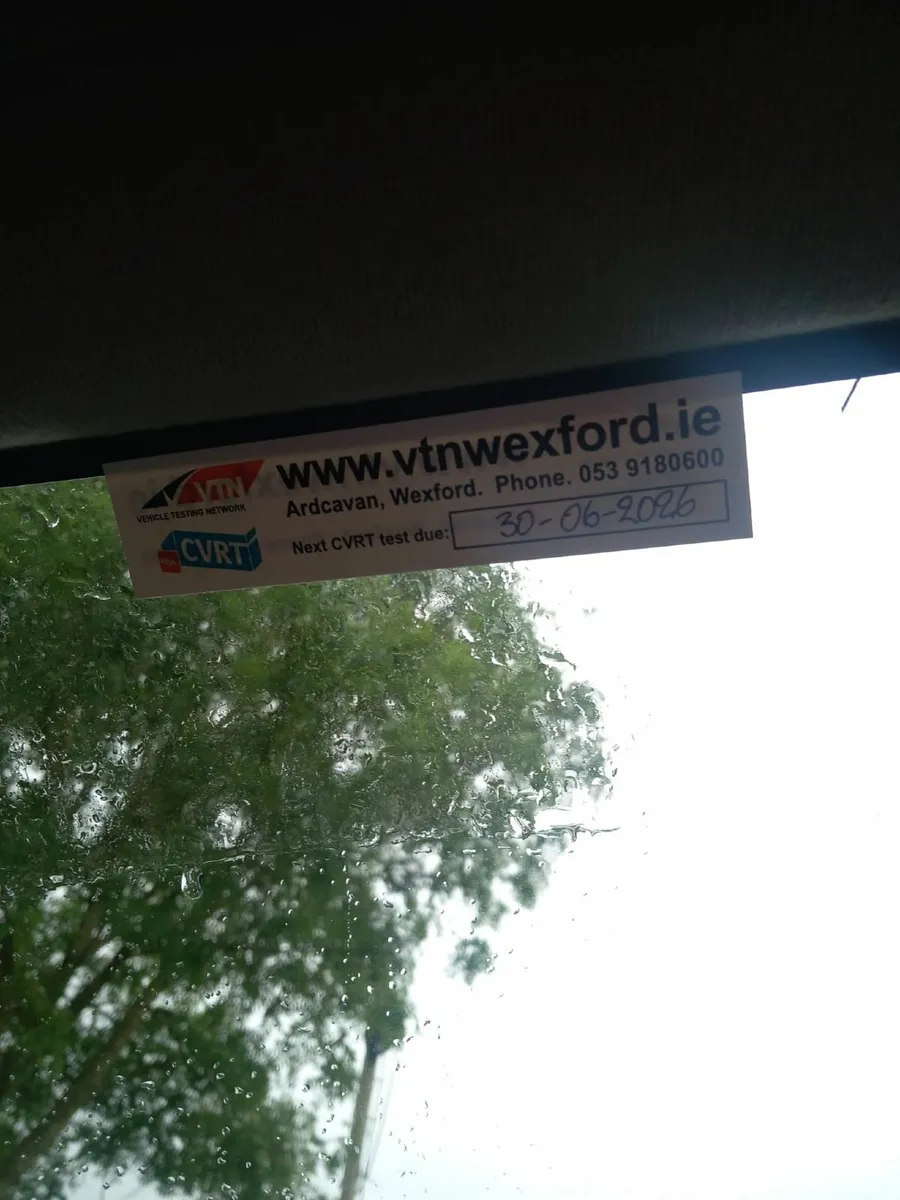 VTN
VEHICLE TESTING NETWORK
www.vtnwexford.ie
Ardcavan, Wexford. Phone. 053 9180600
CVRT
Next CVRT test due: 30-06-2026